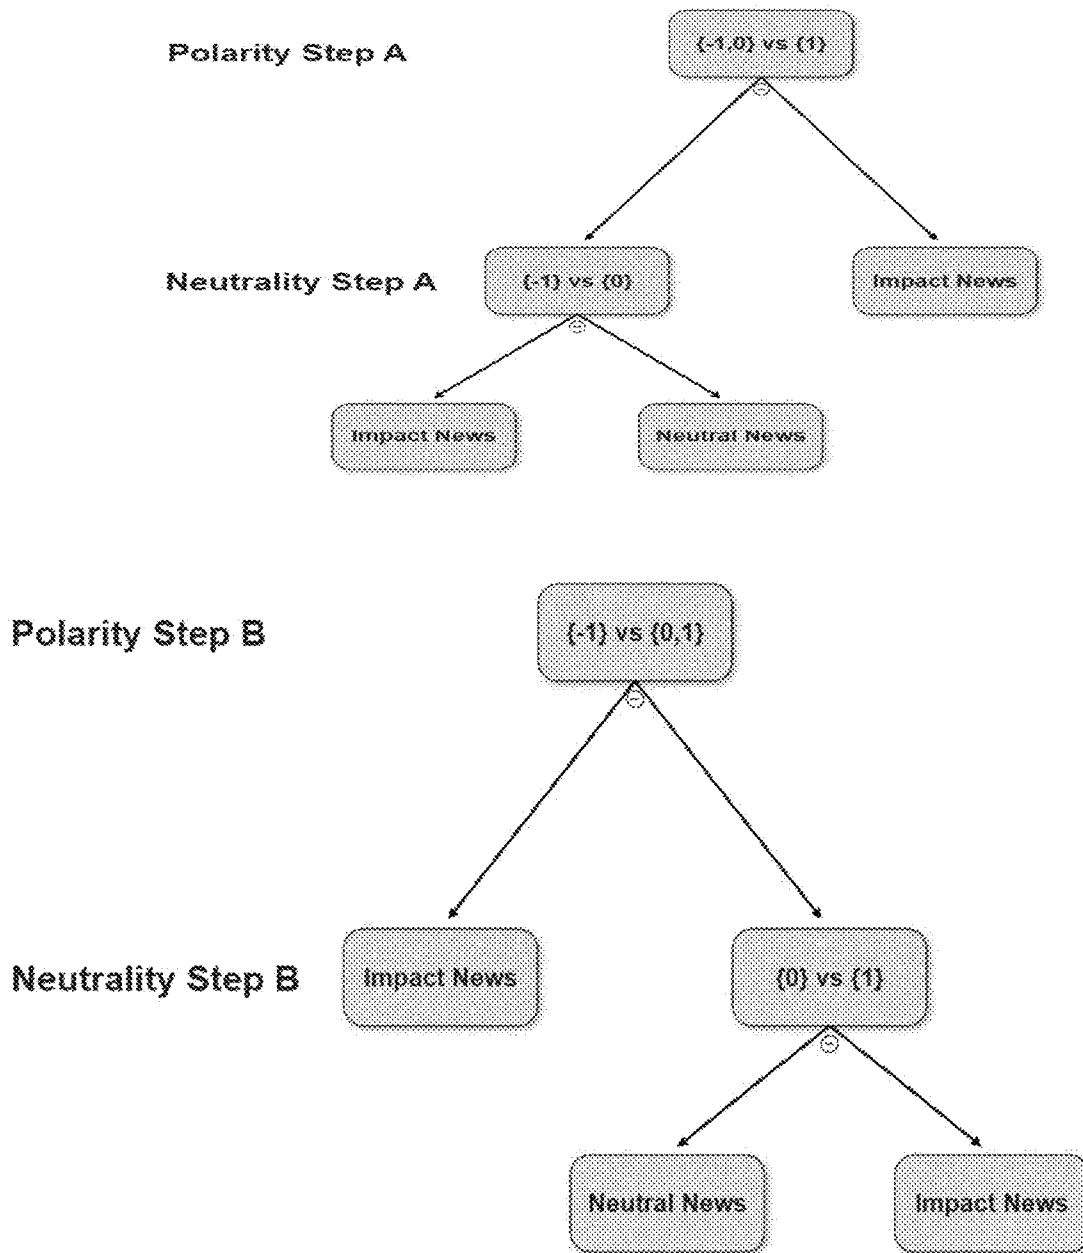 Polarity Step A
{-1,0} vs {1}
Neutrality Step A
{-1} vs {0}
Impact News
Impact News
Neutral News
Polarity Step B
{-1} vs {0,1}
Neutrality Step B
Impact News
{0} vs {1}
Neutral News
Impact News